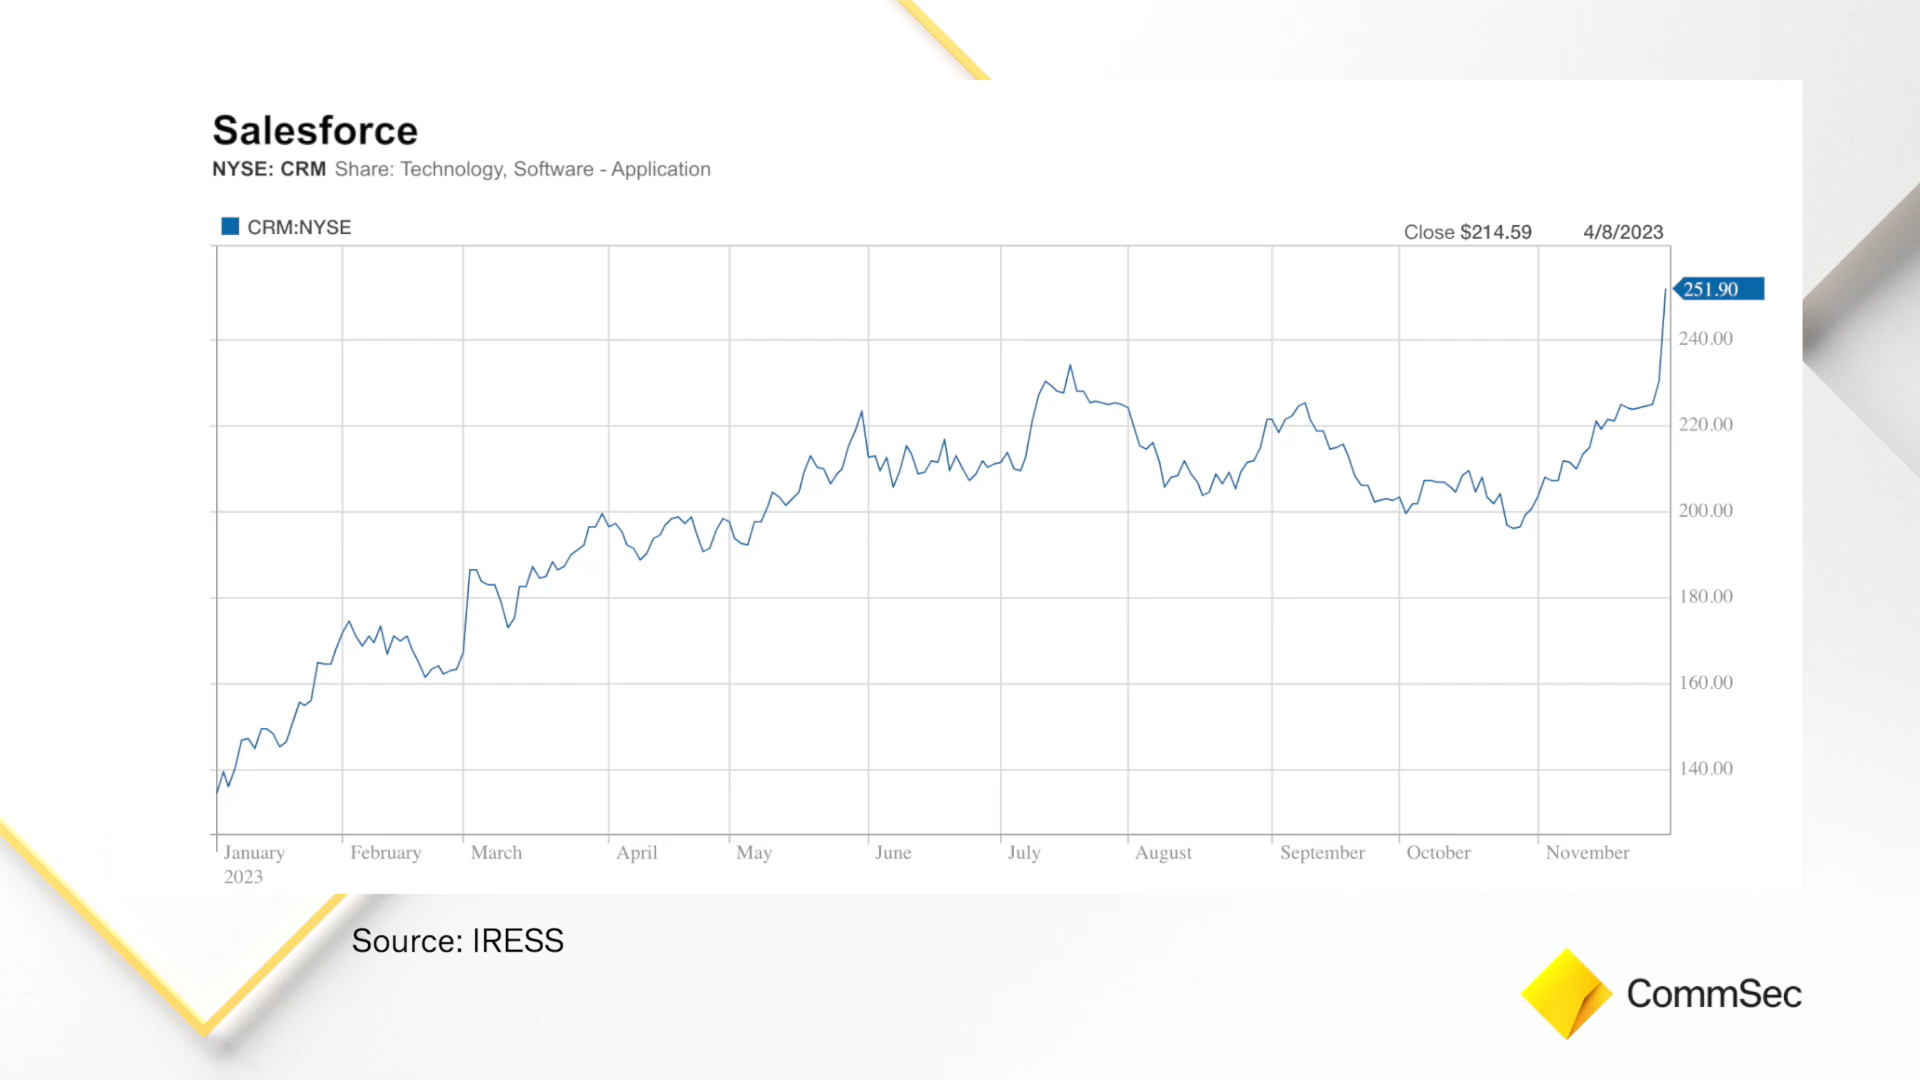 Salesforce
NYSE: CRM Share: Technology, Software - Application
CRM:NYSE
Close $214.59 4/8/2023
251.90
240.00
220.00
200.00
180.00
160.00
140.00
January February March April May June July August September October November
2023
Source: IRESS
CommSec